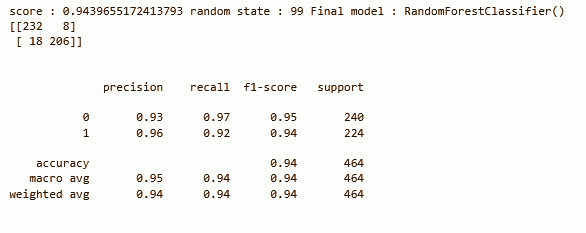 score : 0.9439655172413793 random state : 99 Final model : RandomForestClassifier()
[[232   8]
 [ 18 206]]
              precision    recall  f1-score   support
           0       0.93      0.97      0.95       240
           1       0.96      0.92      0.94       224
    accuracy                           0.94       464
   macro avg       0.95      0.94      0.94       464
weighted avg       0.94      0.94      0.94       464